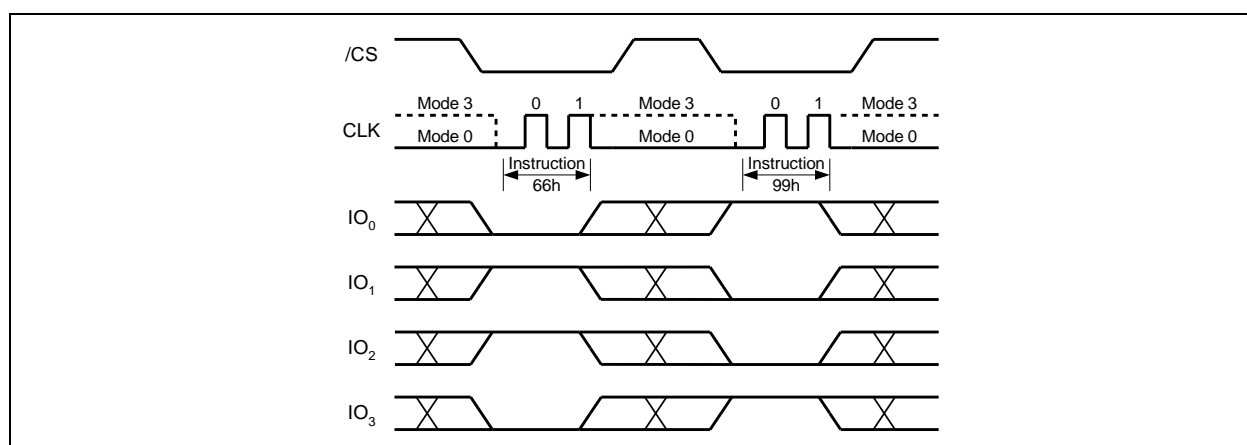 /CS
Mode 3 0 1 Mode 3 0 1 Mode 3
CLK
Mode 0 Mode 0 Mode 0
Instruction Instruction
66h 99h
IO0
IO1
IO2
IO3